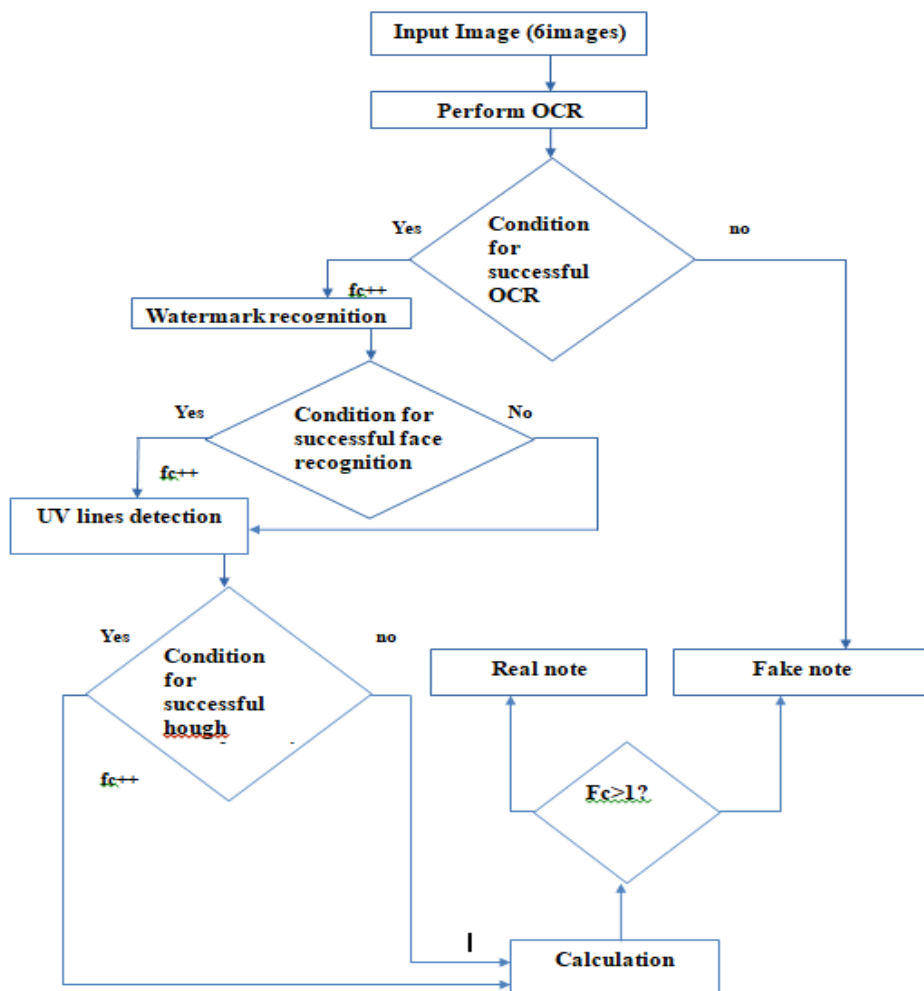 Input Image (6images)
Perform OCR
Yes
Condition
for
successful
OCR
no
fc++
Watermark recognition
Yes
Condition for
successful face
recognition
No
fc++
UV lines detection
Yes
Condition
for
successful
hough
no
fc++
Real note
Fake note
Fc>1?
Calculation